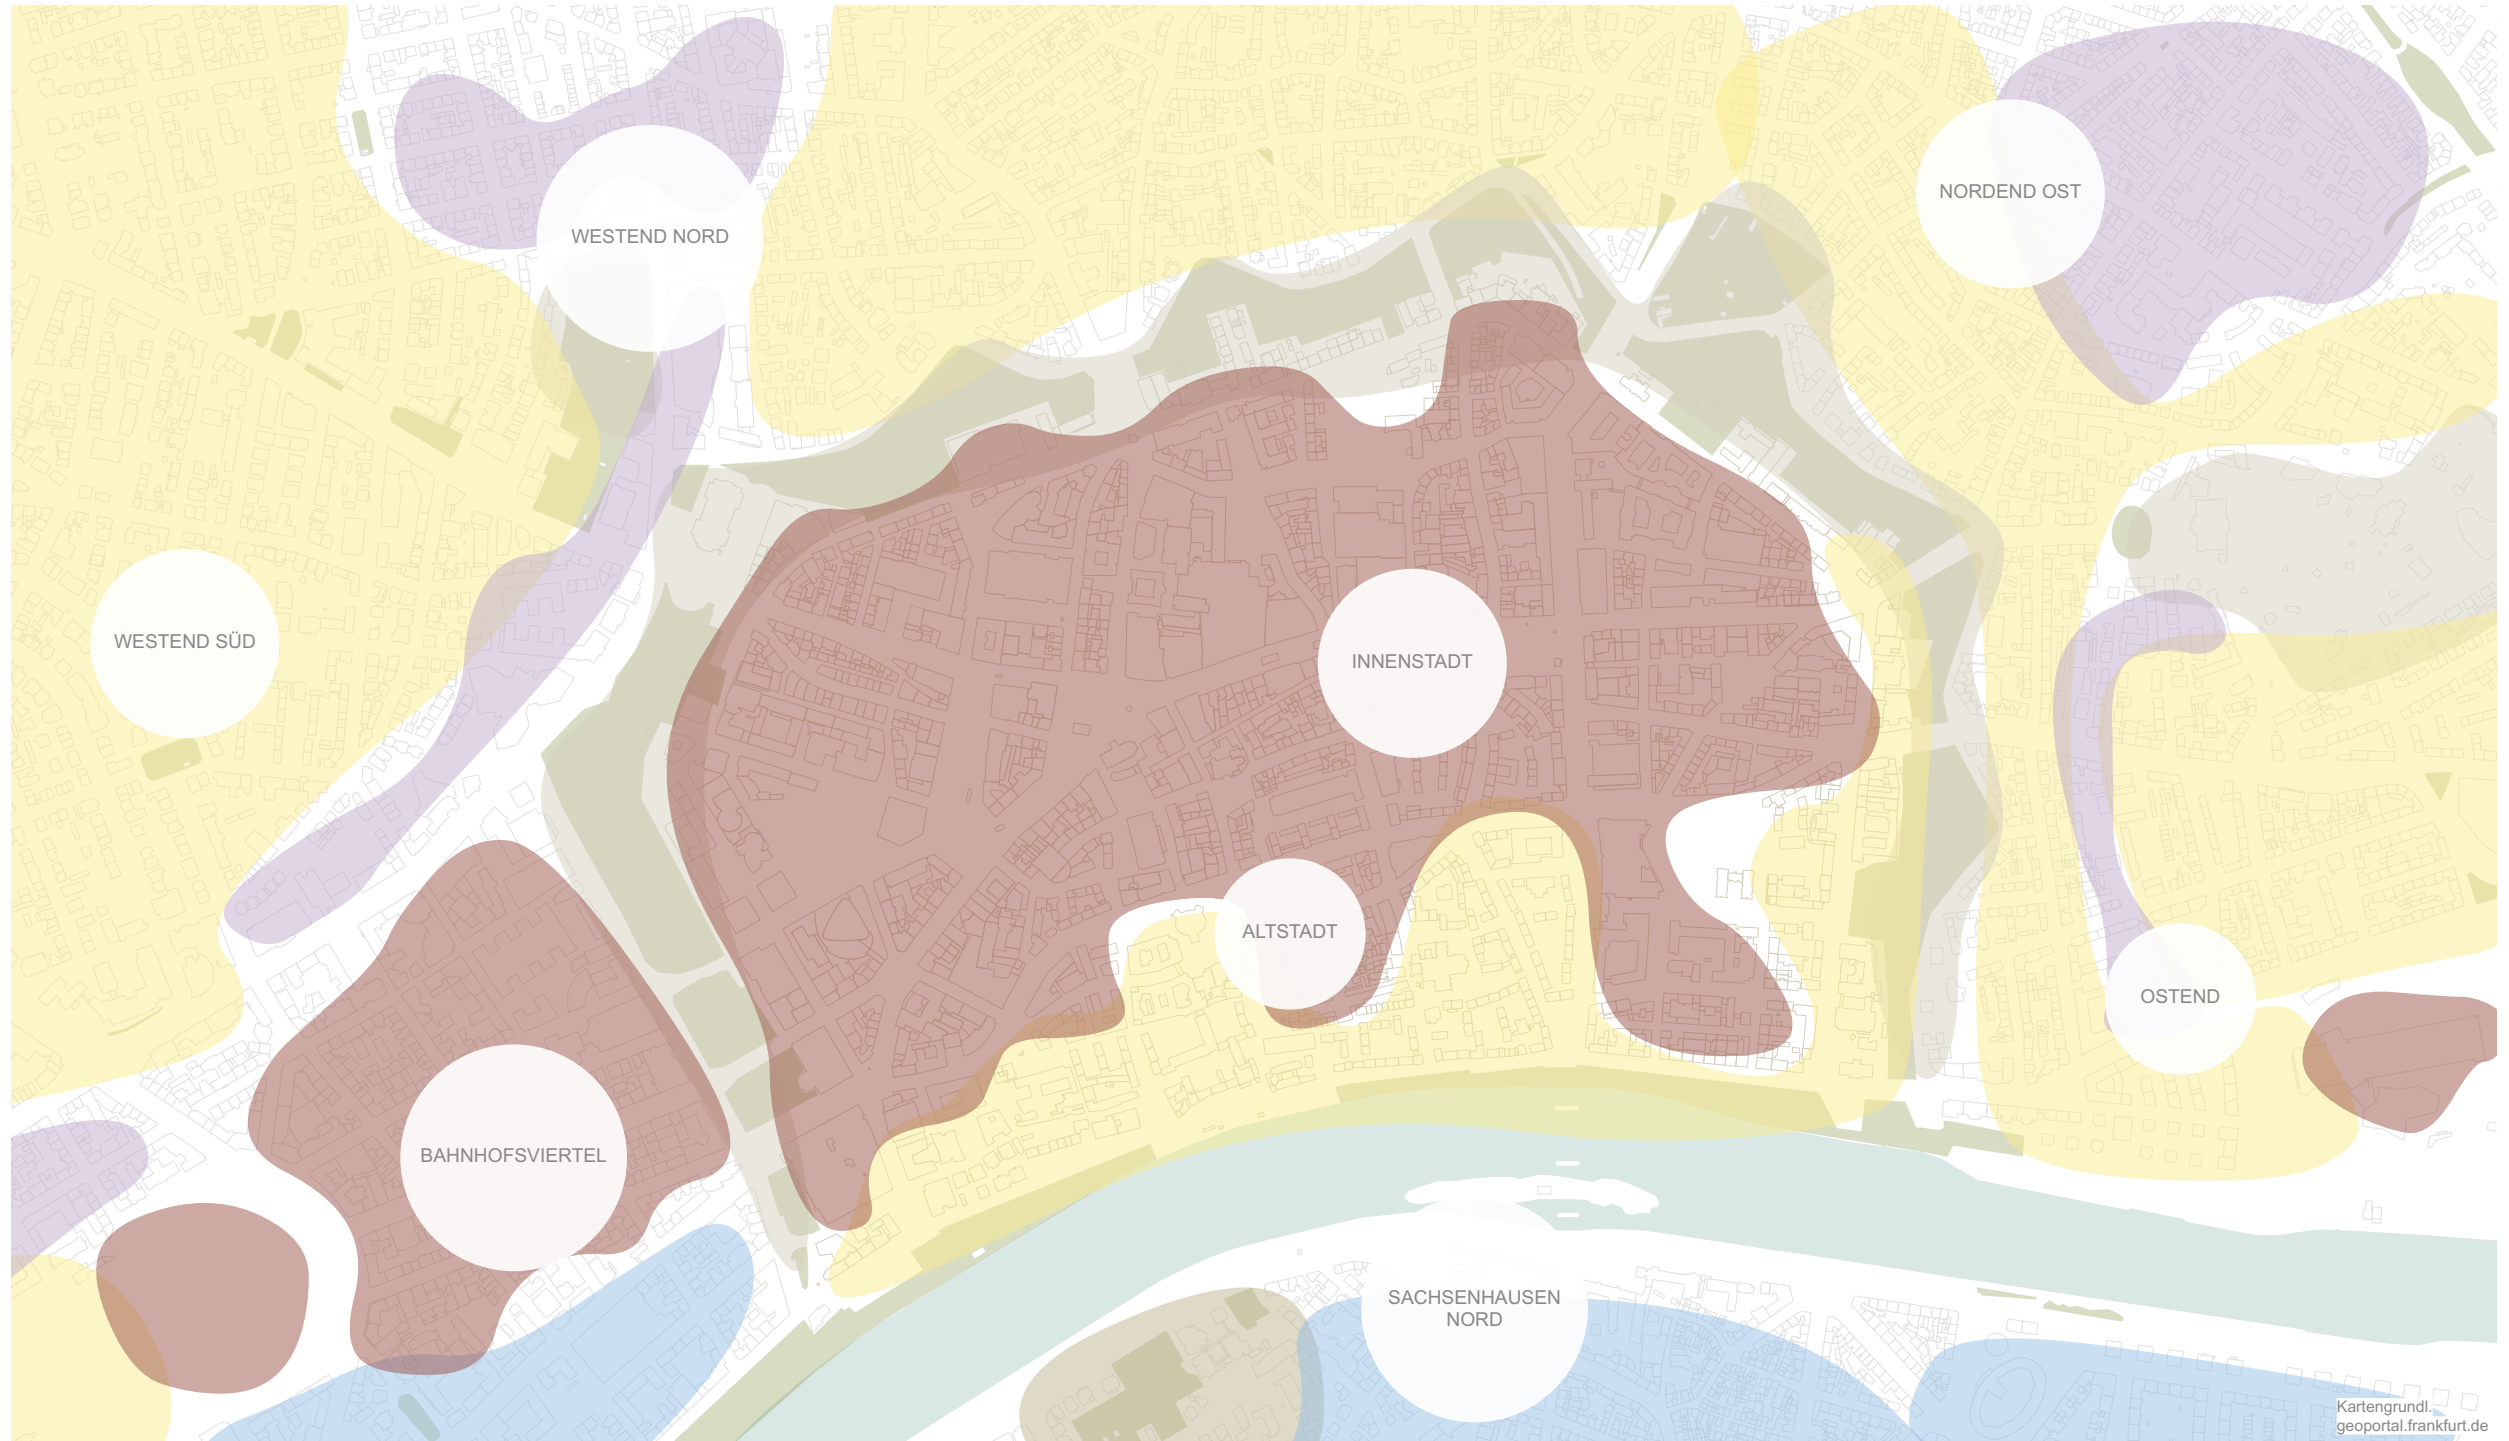 NORDEND OST
WESTEND NORD
WESTEND SÜD
INNENSTADT
ALTSTADT
OSTEND
BAHNHOFSVIERTEL
SACHSENHAUSEN
NORD
Kartengrundl.
geoportal.frankfurt.de